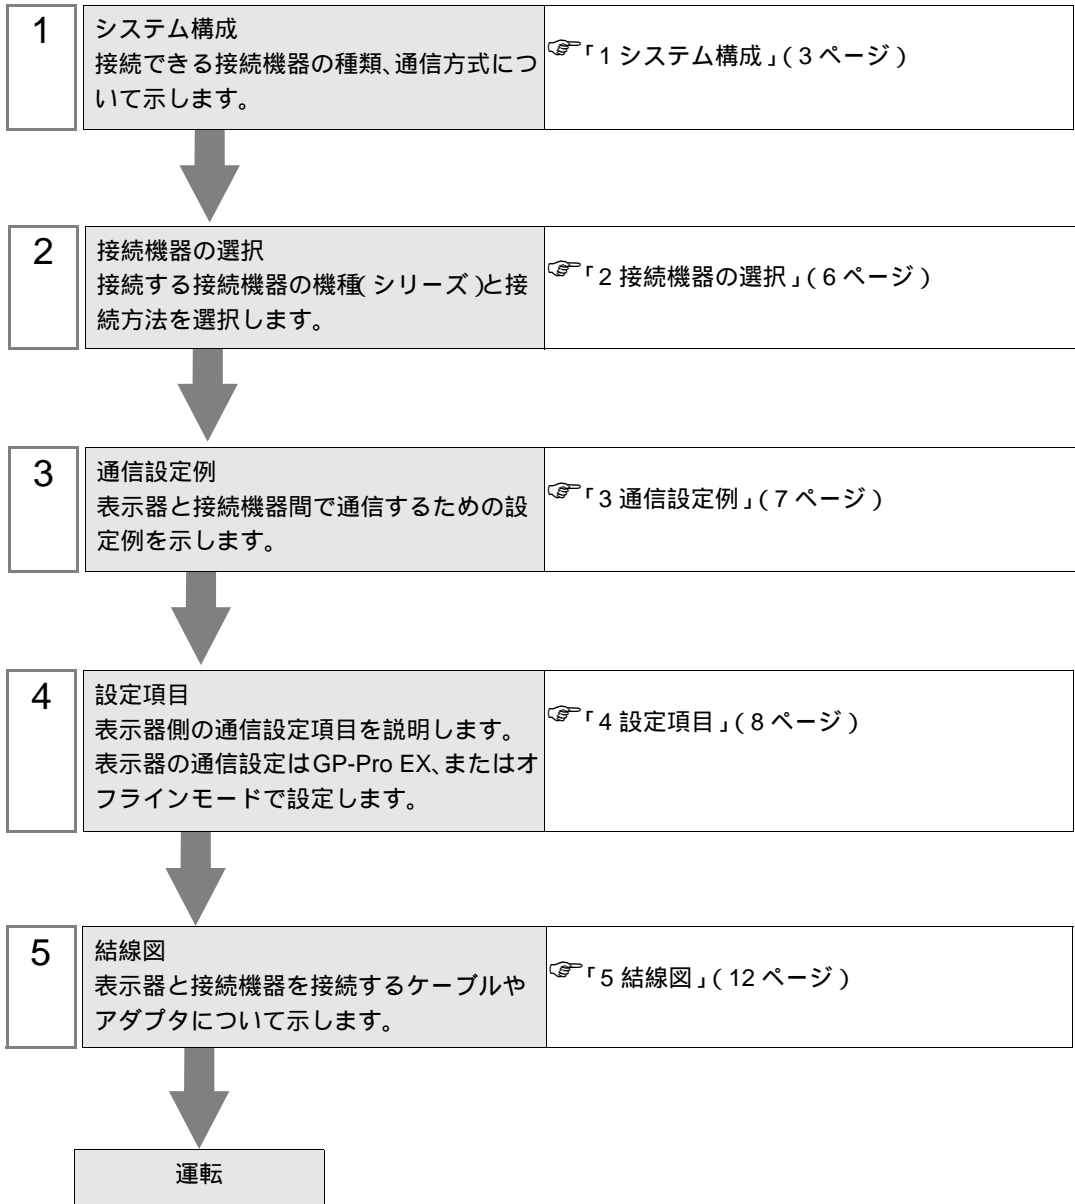 1
システム構成
接続できる接続機器の種類、通信方式につ
いて示します。
☞「1 システム構成」( 3 ページ )
2
接続機器の選択
接続する接続機器の機種( シリーズ )と接
続方法を選択します。
☞「2 接続機器の選択」( 6 ページ )
3
通信設定例
表示器と接続機器間で通信するための設
定例を示します。
☞「3 通信設定例」( 7 ページ )
4
設定項目
表示器側の通信設定項目を説明します。
表示器の通信設定はGP-Pro EX、またはオ
フラインモードで設定します。
☞「4 設定項目」( 8 ページ )
5
結線図
表示器と接続機器を接続するケーブルや
アダプタについて示します。
☞「5 結線図」( 12 ページ )
運転